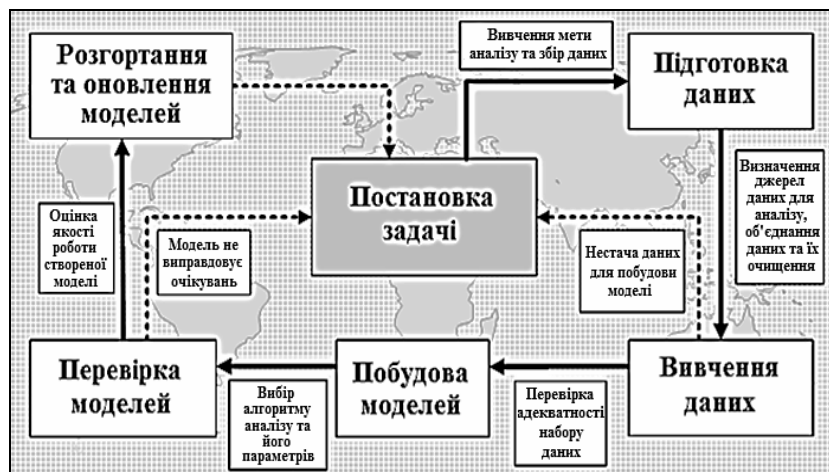 Розгортання
та оновлення
моделей
Вивчення мети
аналізу та збір даних
Підготовка
даних
Постановка
задачі
Визначення
джерел
даних для
аналізу,
об'єднання
даних та їх
очищення
Оцінка
якості
роботи
створеної
моделі
Модель не
виправдовує
очікувань
Нестача даних
для побудови
моделі
Перевірка
моделей
Вибір
алгоритму
аналізу та
його
параметрів
Побудова
моделей
Перевірка
адекватності
набору
даних
Вивчення
даних